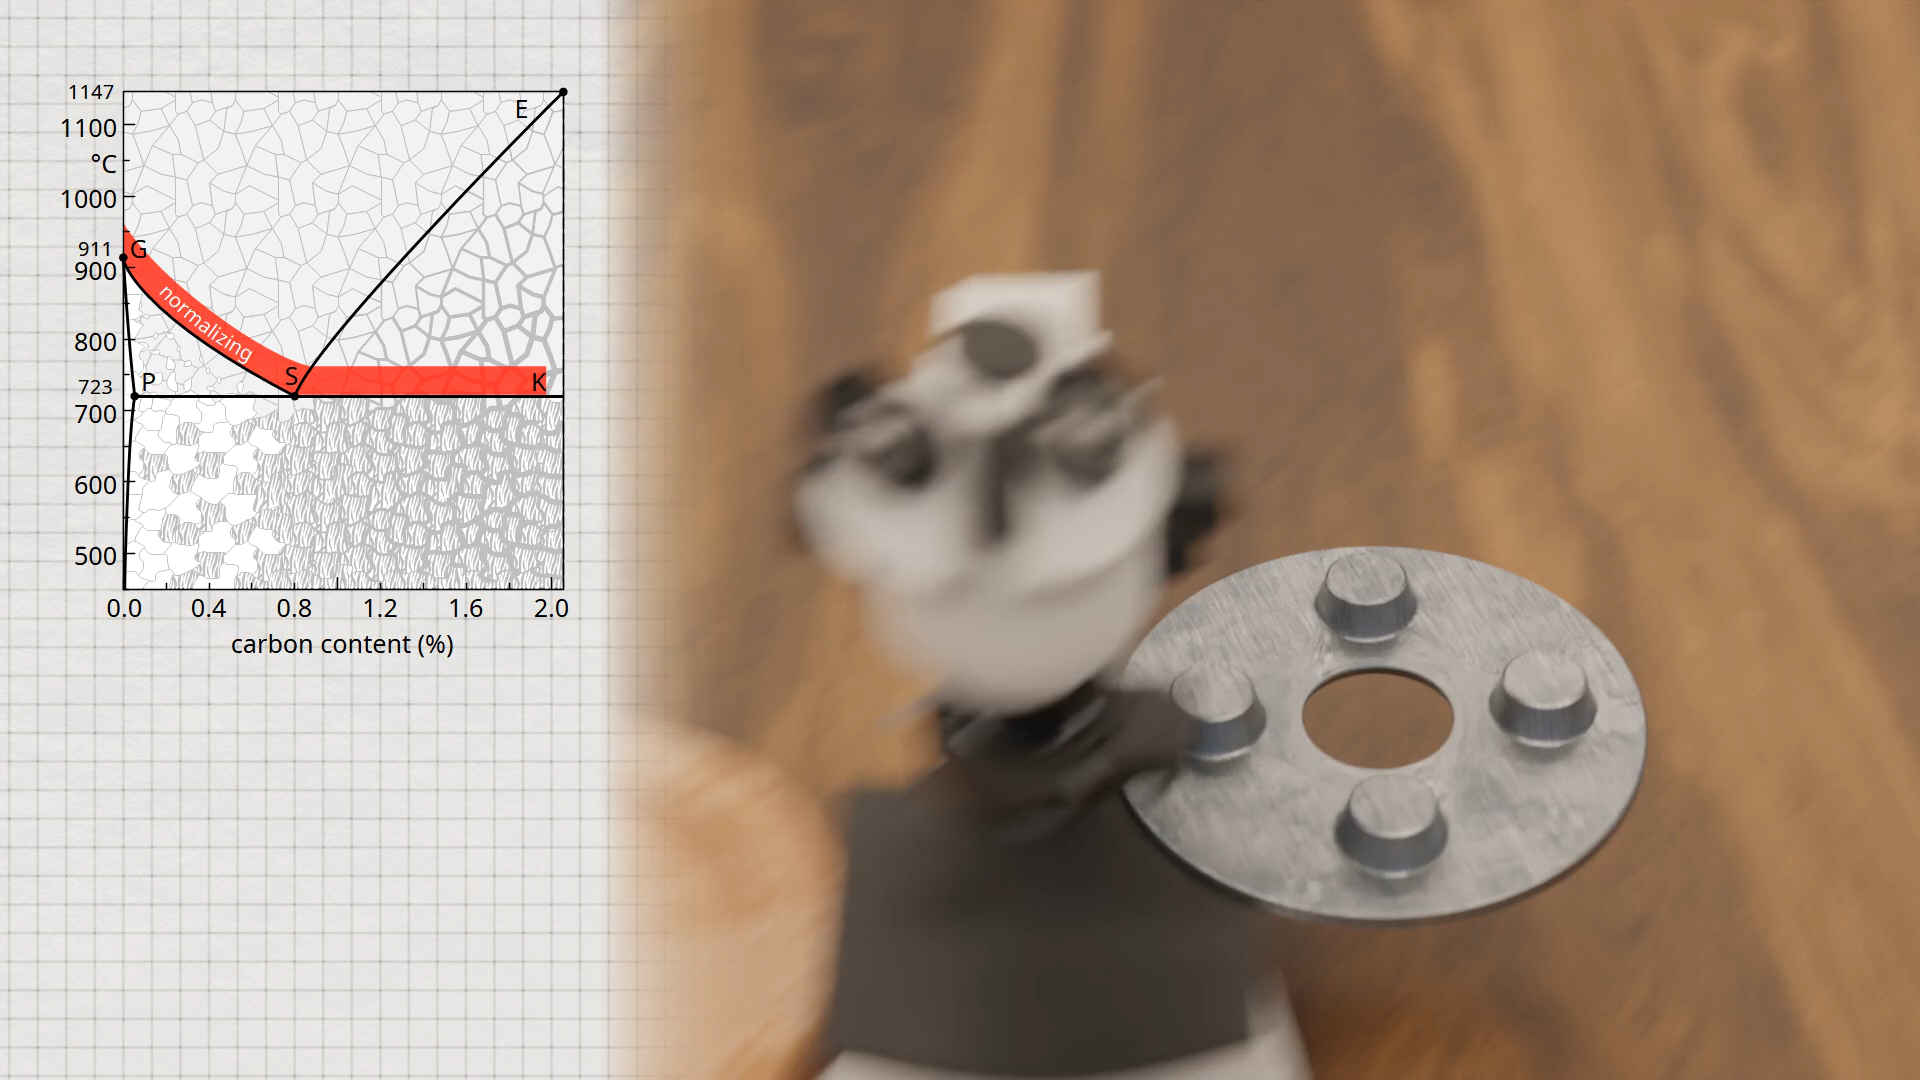 1147
E
1100
°C
1000
911 G
900
normalizing
800
S
723 P K
700
600
500
0.0 0.4 0.8 1.2 1.6 2.0
carbon content (%)